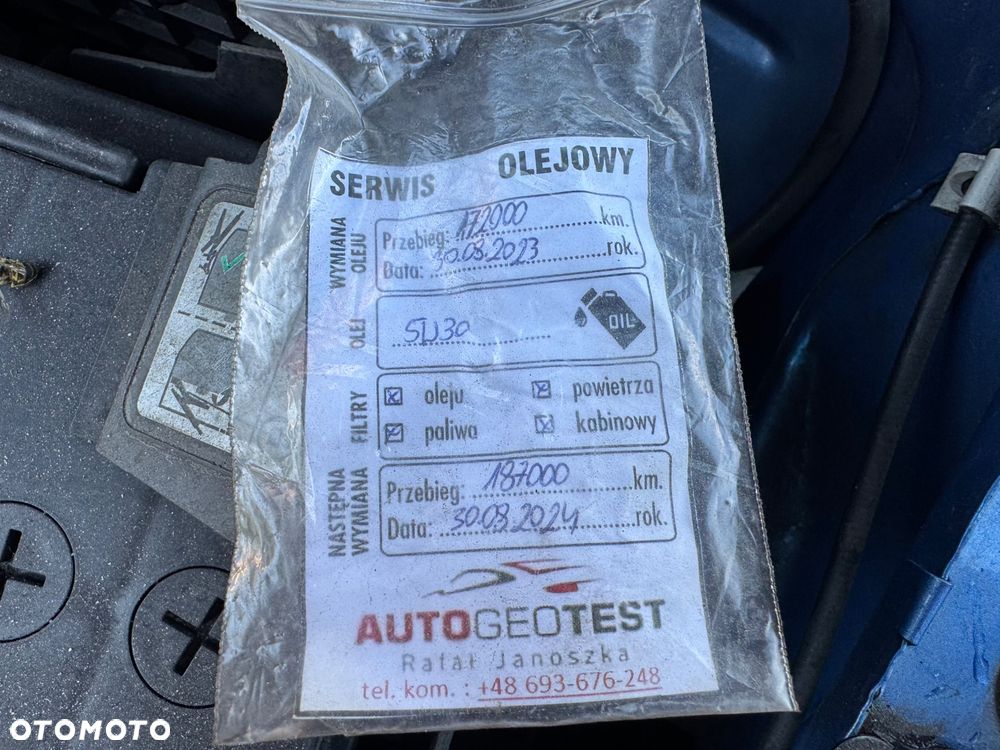 SERWIS OLEJOWY
WYMIANA OLEJU
Przebieg: 172000 km.
Data: 30.08.2023 rok.
OLEJ
5W30
OIL
FILTRY
oleju
powietrza
paliwa
kabinowy
NASTĘPNA WYMIANA
Przebieg: 187000 km.
Data: 30.08.2024 rok.
AUTOGEOTEST
Rafał Janoszka
tel. kom. : +48 693-676-248
OTOMOTO